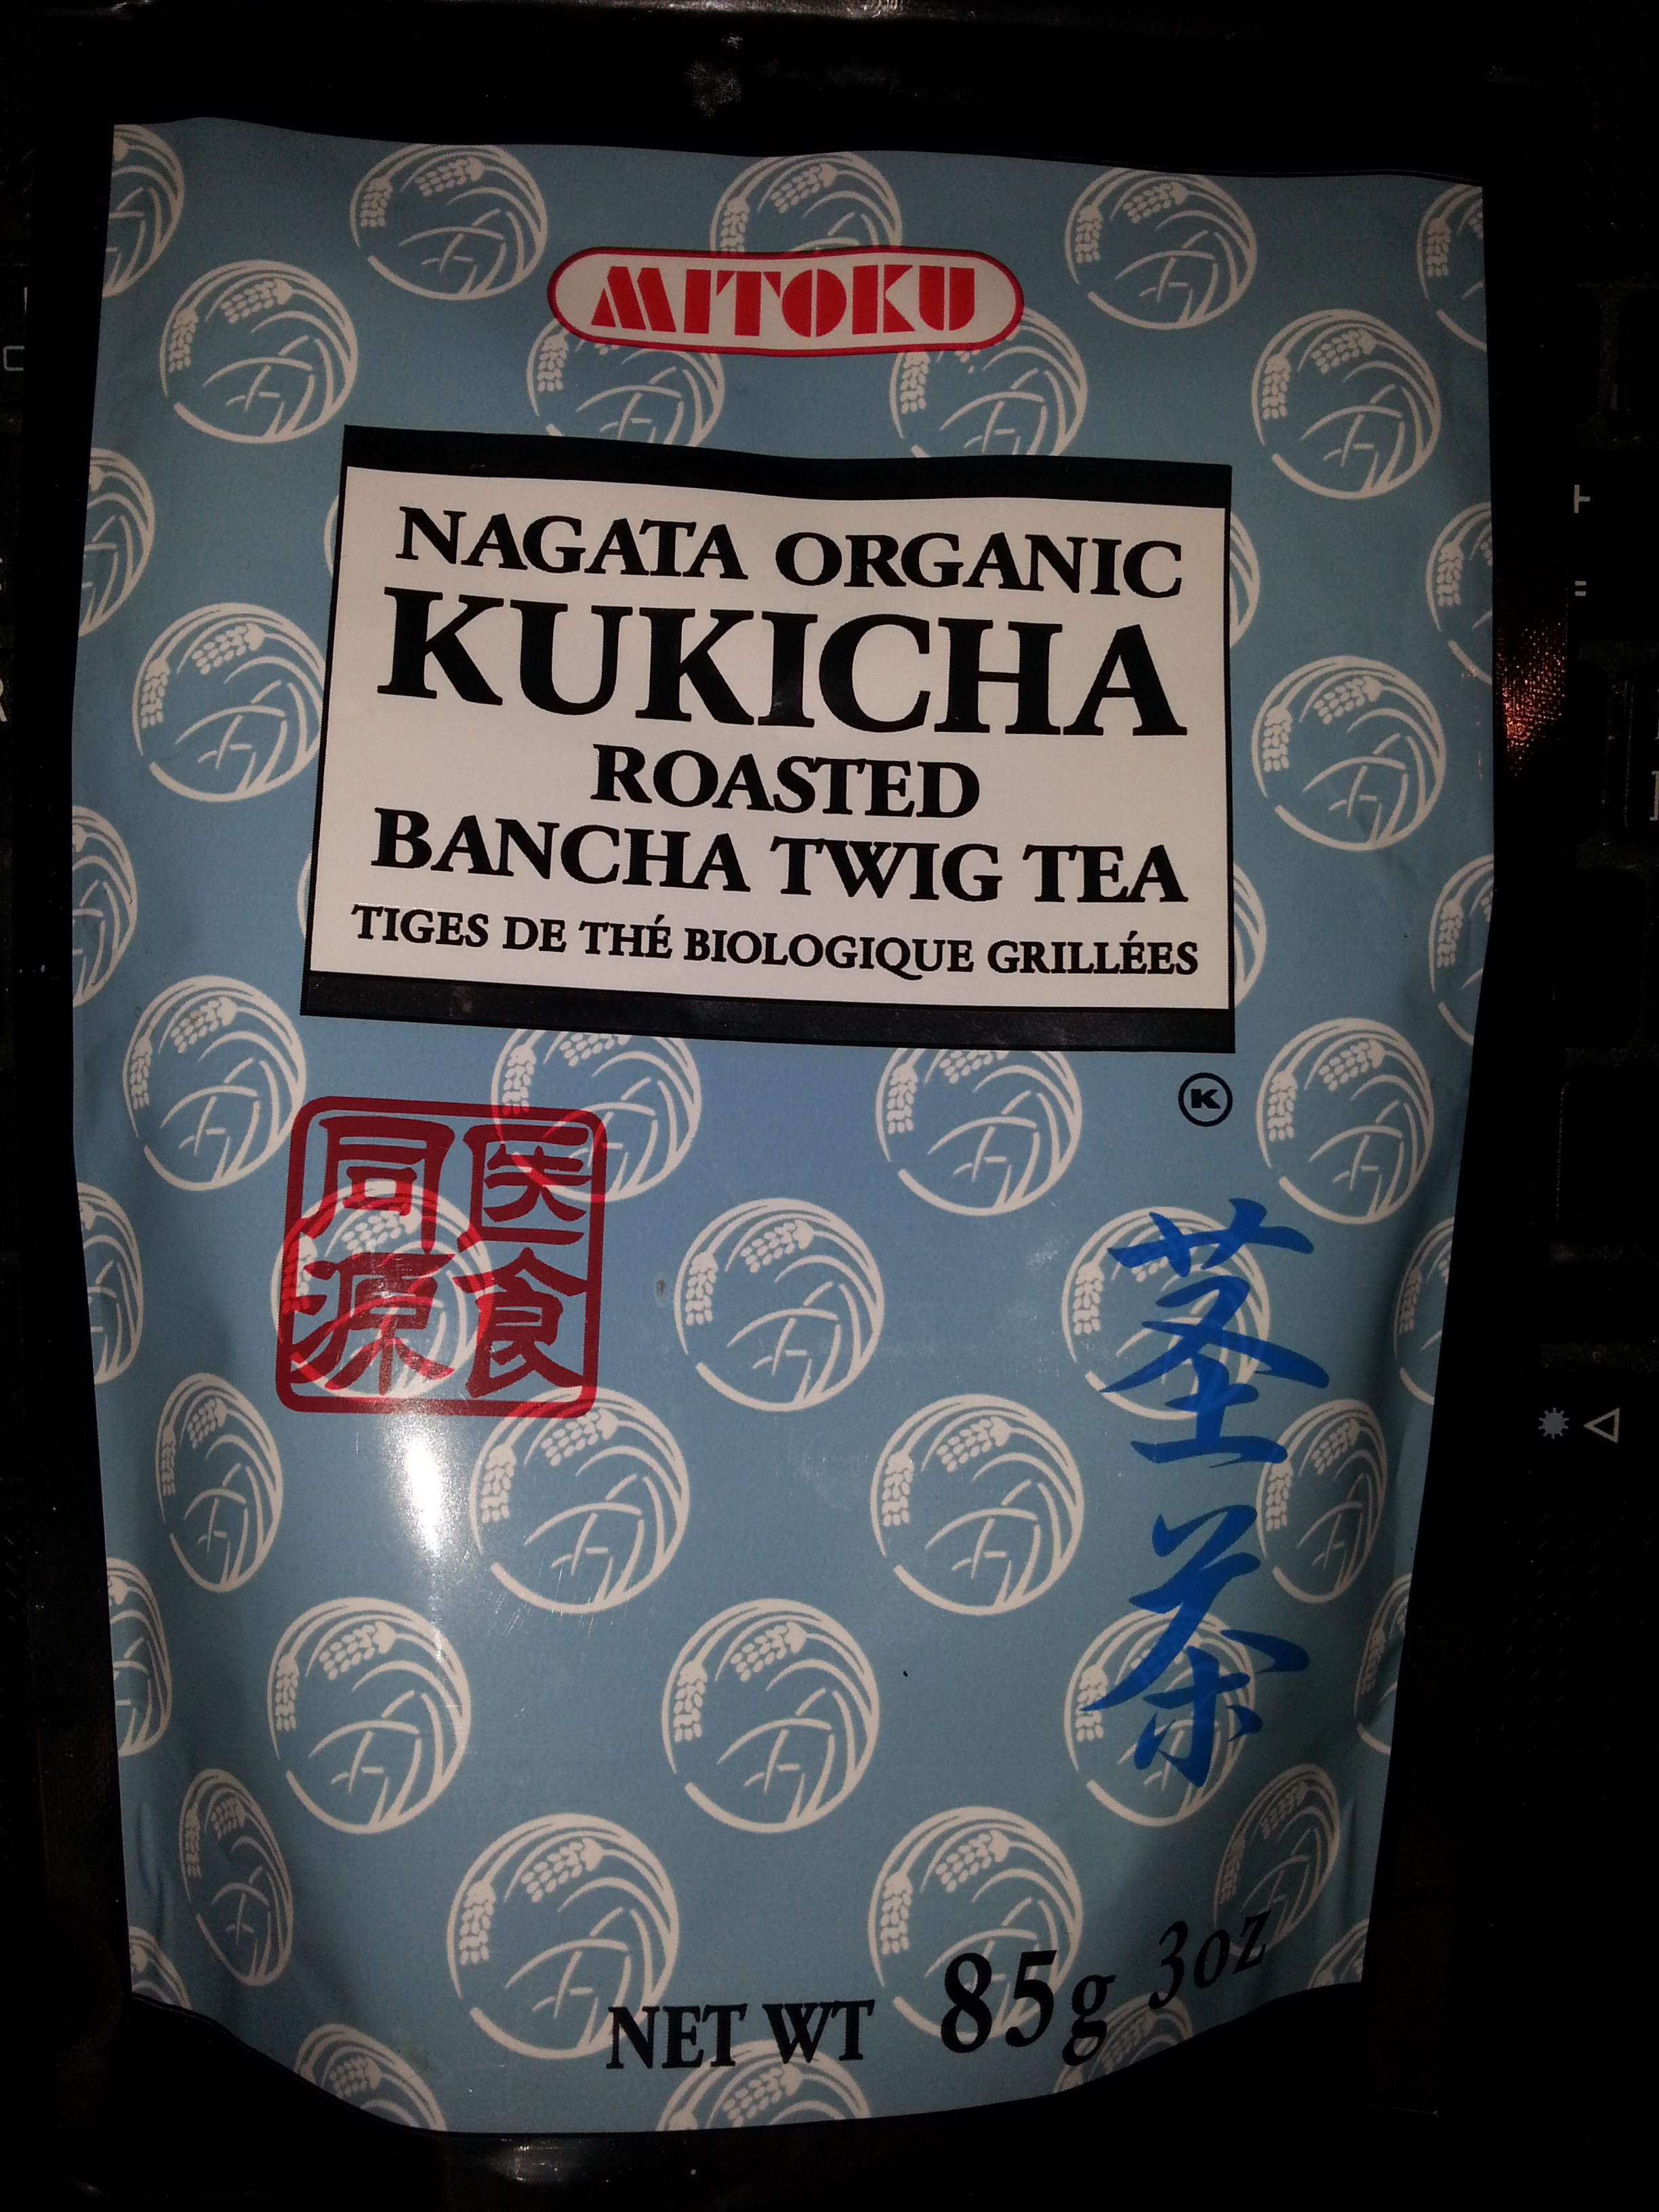 MITOKU
NAGATA ORGANIC
KUKICHA
ROASTED
BANCHA TWIG TEA
TIGES DE THÉ BIOLOGIQUE GRILLÉES
K
医食
同源
茎茶
NET WT 85g 3oz